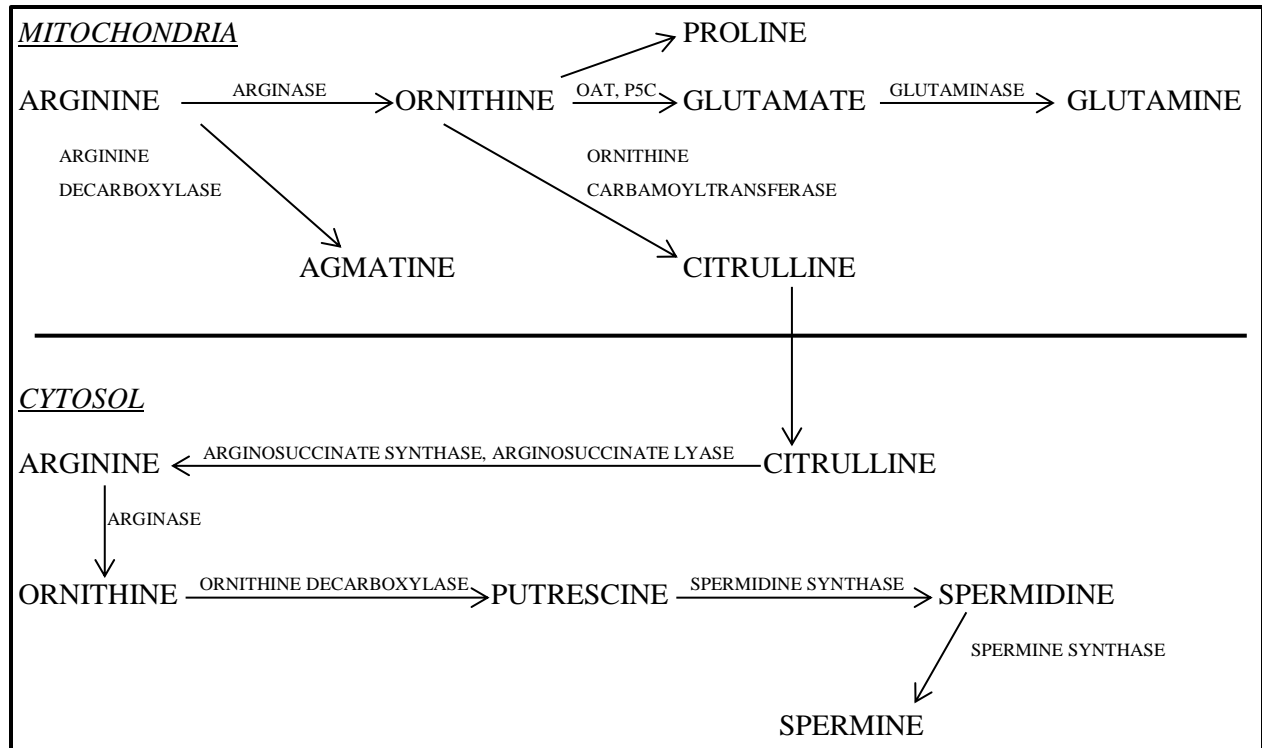 MITOCHONDRIA
PROLINE
ARGININE
ARGINASE
ORNITHINE
OAT, P5C
GLUTAMATE
GLUTAMINASE
GLUTAMINE
ARGININE
DECARBOXYLASE
ORNITHINE
CARBAMOYLTRANSFERASE
AGMATINE
CITRULLINE
CYTOSOL
ARGININE
ARGINOSUCCINATE SYNTHASE, ARGINOSUCCINATE LYASE
CITRULLINE
ARGINASE
ORNITHINE
ORNITHINE DECARBOXYLASE
PUTRESCINE
SPERMIDINE SYNTHASE
SPERMIDINE
SPERMINE SYNTHASE
SPERMINE